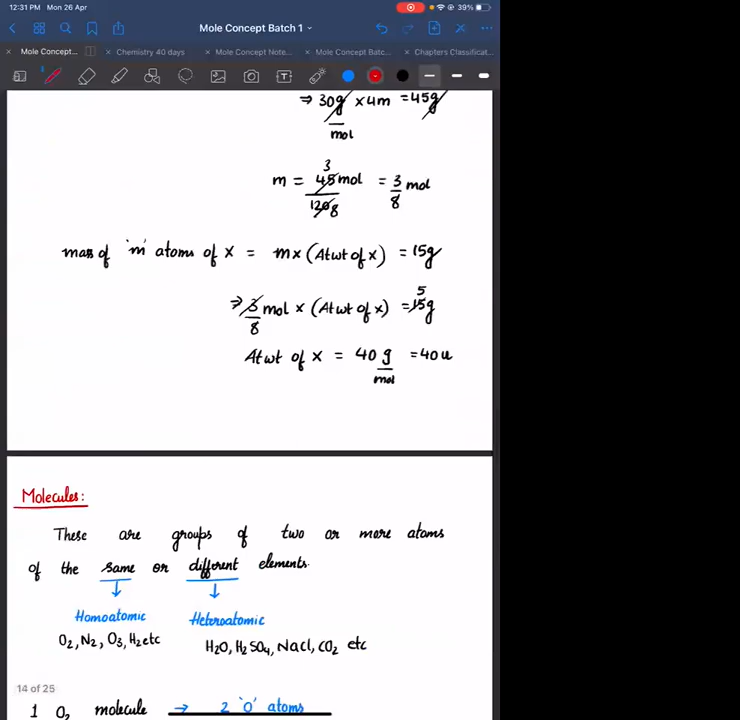 12:31 PM Mon 26 Apr 39%
Mole Concept Batch 1
Mole Concept... Chemistry 40 days Mole Concept Note... Mole Concept Batc... Chapters Classificat...
⇒ 30g/mol x 4m = 45g
m = 45 3 mol / 120 8 = 3/8 mol
mass of 'm' atoms of X = m x (At wt of x) = 15g
⇒ 3/8 mol x (At wt of x) = 15 5 g
At wt of x = 40 g/mol = 40 u
Molecules:
These are groups of two or more atoms
of the same or different elements.
Homoatomic Heteroatomic
O₂, N₂, O₃, H₂ etc H₂O, H₂SO₄, NaCl, CO₂ etc
14 of 25
1 O₂ molecule → 2 'O' atoms